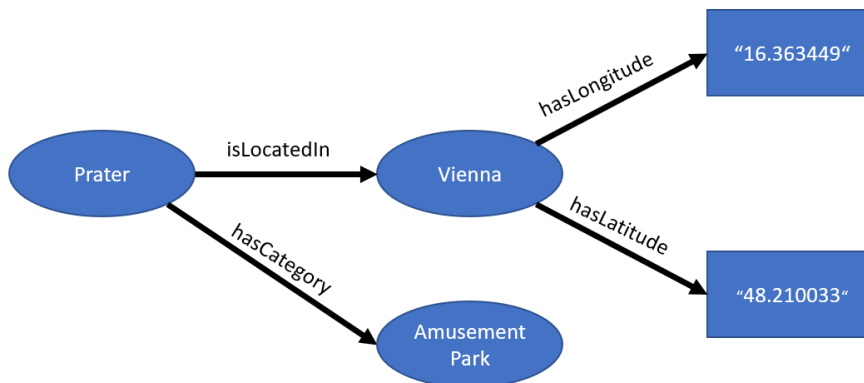 “16.363449“
hasLongitude
isLocatedIn
Prater
Vienna
hasLatitude
hasCategory
“48.210033“
Amusement
Park